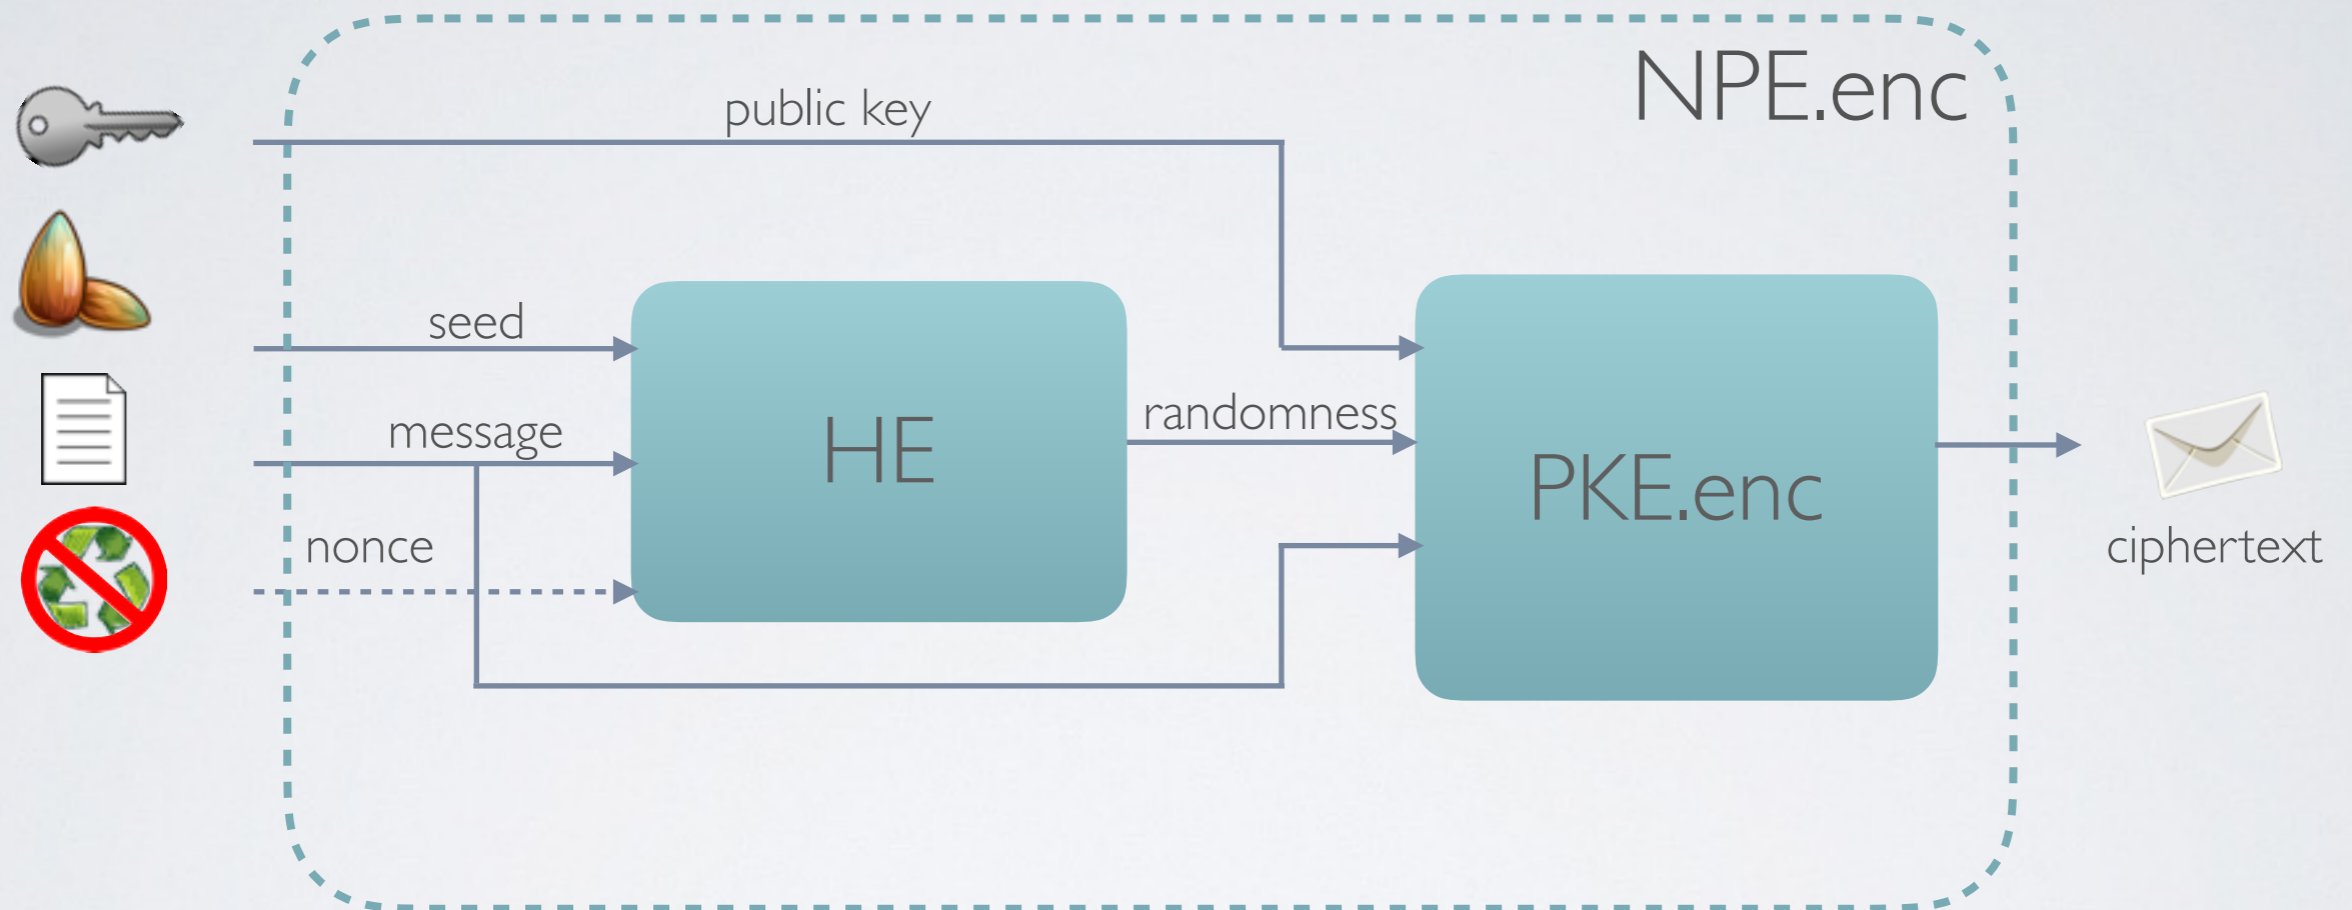 NPE.enc
public key
seed
message
nonce
HE
randomness
PKE.enc
ciphertext